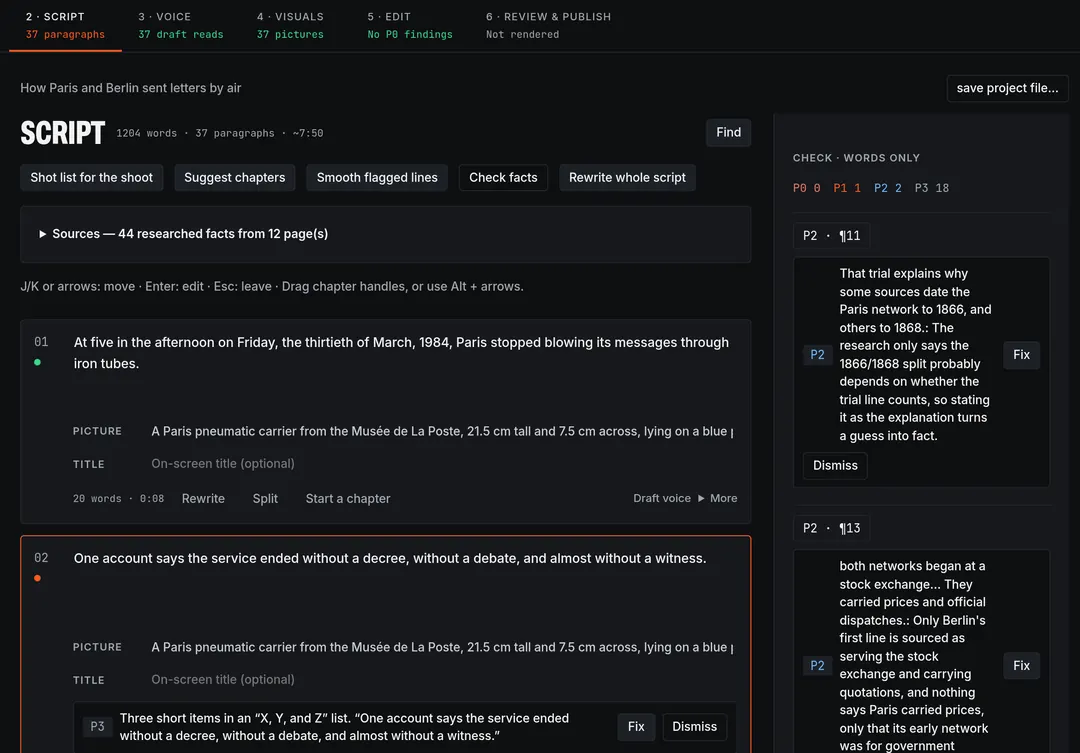 2 · SCRIPT
37 paragraphs
3 · VOICE
37 draft reads
4 · VISUALS
37 pictures
5 · EDIT
No P0 findings
6 · REVIEW & PUBLISH
Not rendered
How Paris and Berlin sent letters by air
save project file...
SCRIPT
1204 words · 37 paragraphs · ~7:50
Find
Shot list for the shoot
Suggest chapters
Smooth flagged lines
Check facts
Rewrite whole script
▶ Sources — 44 researched facts from 12 page(s)
J/K or arrows: move · Enter: edit · Esc: leave · Drag chapter handles, or use Alt + arrows.
01
At five in the afternoon on Friday, the thirtieth of March, 1984, Paris stopped blowing its messages through
iron tubes.
PICTURE
A Paris pneumatic carrier from the Musée de La Poste, 21.5 cm tall and 7.5 cm across, lying on a blue
TITLE
On-screen title (optional)
20 words · 0:08
Rewrite
Split
Start a chapter
Draft voice
▶ More
02
One account says the service ended without a decree, without a debate, and almost without a witness.
PICTURE
A Paris pneumatic carrier from the Musée de La Poste, 21.5 cm tall and 7.5 cm across, lying on a blue
TITLE
On-screen title (optional)
P3
Three short items in an “X, Y, and Z” list. “One account says the service ended
without a decree, without a debate, and almost without a witness.”
Fix
Dismiss
CHECK · WORDS ONLY
P0 0
P1 1
P2 2
P3 18
P2 · ¶11
P2
That trial explains why
some sources date the
Paris network to 1866, and
others to 1868.: The
research only says the
1866/1868 split probably
depends on whether the
trial line counts, so stating
it as the explanation turns
a guess into fact.
Fix
Dismiss
P2 · ¶13
P2
both networks began at a
stock exchange... They
carried prices and official
dispatches.: Only Berlin's
first line is sourced as
serving the stock
exchange and carrying
quotations, and nothing
says Paris carried prices,
only that its early network
was for government
Fix